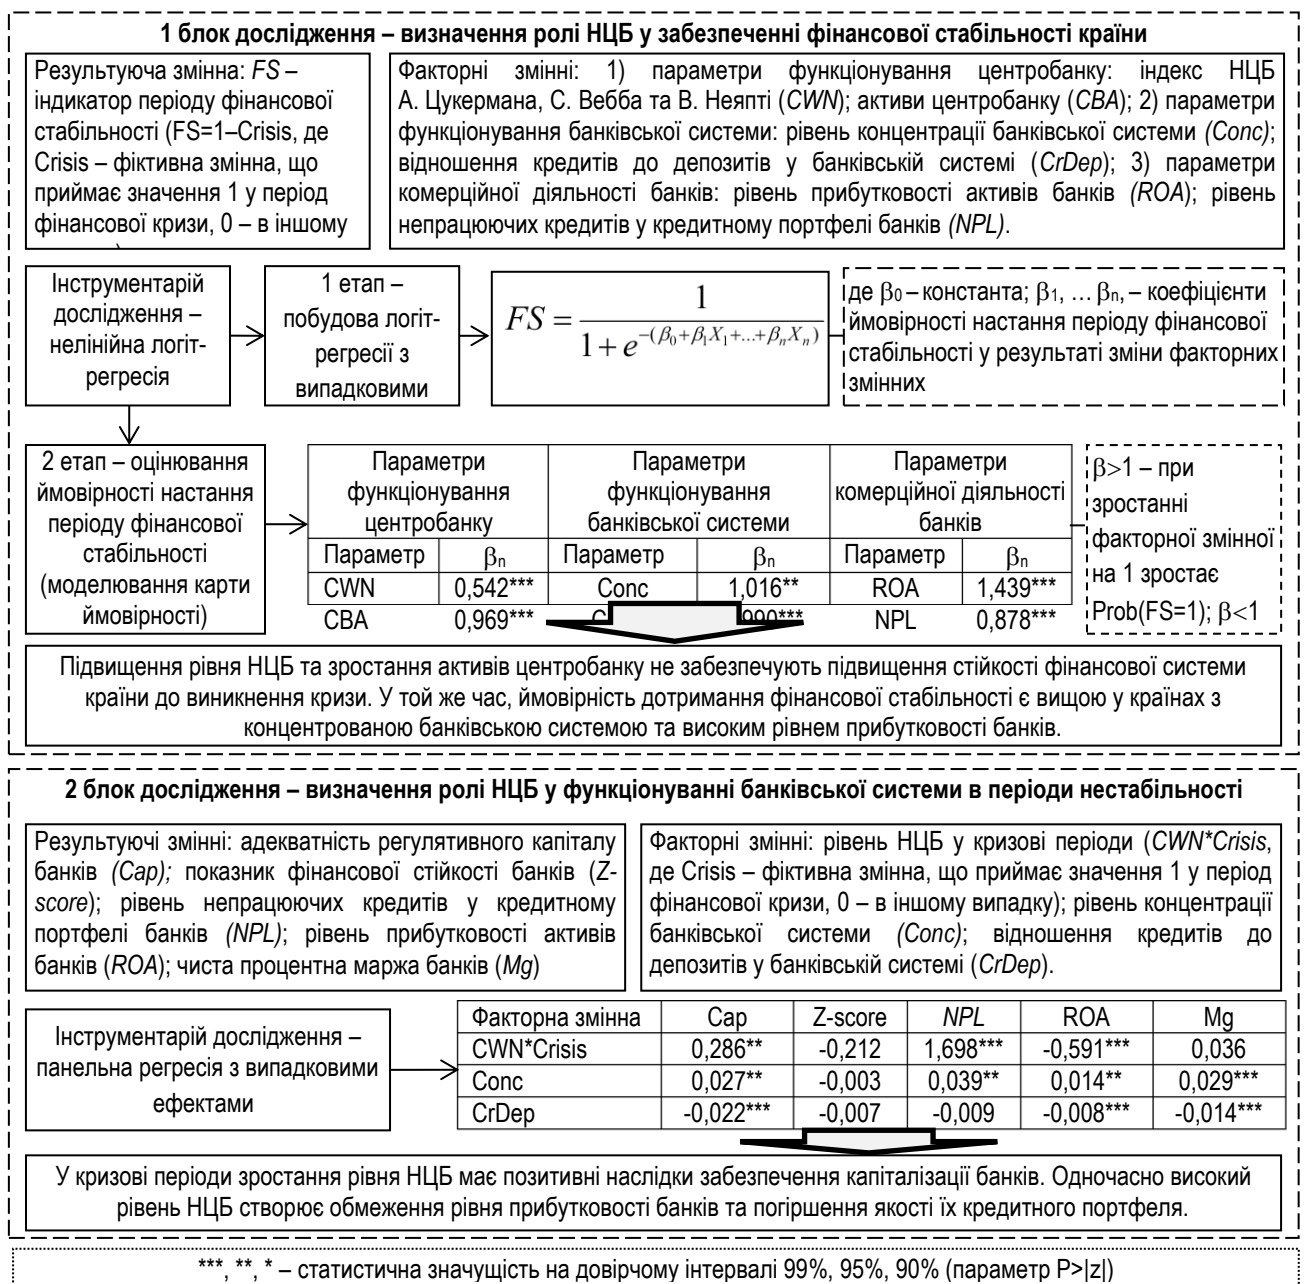 1 блок дослідження – визначення ролі НЦБ у забезпеченні фінансової стабільності країни
Результуюча змінна: FS –
індикатор періоду фінансової
стабільності (FS=1–Crisis, де
Crisis – фіктивна змінна, що
приймає значення 1 у період
фінансової кризи, 0 – в іншому
Факторні змінні: 1) параметри функціонування центробанку: індекс НЦБ
А. Цукермана, С. Вебба та В. Неяпті (CWN); активи центробанку (CBA); 2) параметри
функціонування банківської системи: рівень концентрації банківської системи (Conc);
відношення кредитів до депозитів у банківській системі (CrDep); 3) параметри
комерційної діяльності банків: рівень прибутковості активів банків (ROA); рівень
непрацюючих кредитів у кредитному портфелі банків (NPL).
Інструментарій
дослідження –
нелінійна логіт-
регресія
1 етап –
побудова логіт-
регресії з
випадковими
FS = 1 / (1 + e^{-(β0+β1X1+...+βnXn)})
де β0 – константа; β1, … βn, – коефіцієнти
ймовірності настання періоду фінансової
стабільності у результаті зміни факторних
змінних
2 етап – оцінювання
ймовірності настання
періоду фінансової
стабільності
(моделювання карти
ймовірності)
Параметри функціонування центробанку | Параметри функціонування банківської системи | Параметри комерційної діяльності банків
Параметр | βn | Параметр | βn | Параметр | βn
CWN | 0,542*** | Conc | 1,016** | ROA | 1,439***
CBA | 0,969*** | NPL | 0,878***
β>1 – при
зростанні
факторної змінної
на 1 зростає
Prob(FS=1); β<1
Підвищення рівня НЦБ та зростання активів центробанку не забезпечують підвищення стійкості фінансової системи
країни до виникнення кризи. У той же час, ймовірність дотримання фінансової стабільності є вищою у країнах з
концентрованою банківською системою та високим рівнем прибутковості банків.
2 блок дослідження – визначення ролі НЦБ у функціонуванні банківської системи в періоди нестабільності
Результуючі змінні: адекватність регулятивного капіталу
банків (Cap); показник фінансової стійкості банків (Z-
score); рівень непрацюючих кредитів у кредитному
портфелі банків (NPL); рівень прибутковості активів
банків (ROA); чиста процентна маржа банків (Mg)
Факторні змінні: рівень НЦБ у кризові періоди (CWN*Crisis,
де Crisis – фіктивна змінна, що приймає значення 1 у період
фінансової кризи, 0 – в іншому випадку); рівень концентрації
банківської системи (Conc); відношення кредитів до
депозитів у банківській системі (CrDep).
Інструментарій дослідження –
панельна регресія з випадковими
ефектами
Факторна змінна | Cap | Z-score | NPL | ROA | Mg
CWN*Crisis | 0,286** | -0,212 | 1,698*** | -0,591*** | 0,036
Conc | 0,027** | -0,003 | 0,039** | 0,014** | 0,029***
CrDep | -0,022*** | -0,007 | -0,009 | -0,008*** | -0,014***
У кризові періоди зростання рівня НЦБ має позитивні наслідки забезпечення капіталізації банків. Одночасно високий
рівень НЦБ створює обмеження рівня прибутковості банків та погіршення якості їх кредитного портфеля.
***, **, * – статистична значущість на довірчому інтервалі 99%, 95%, 90% (параметр P>|z|)